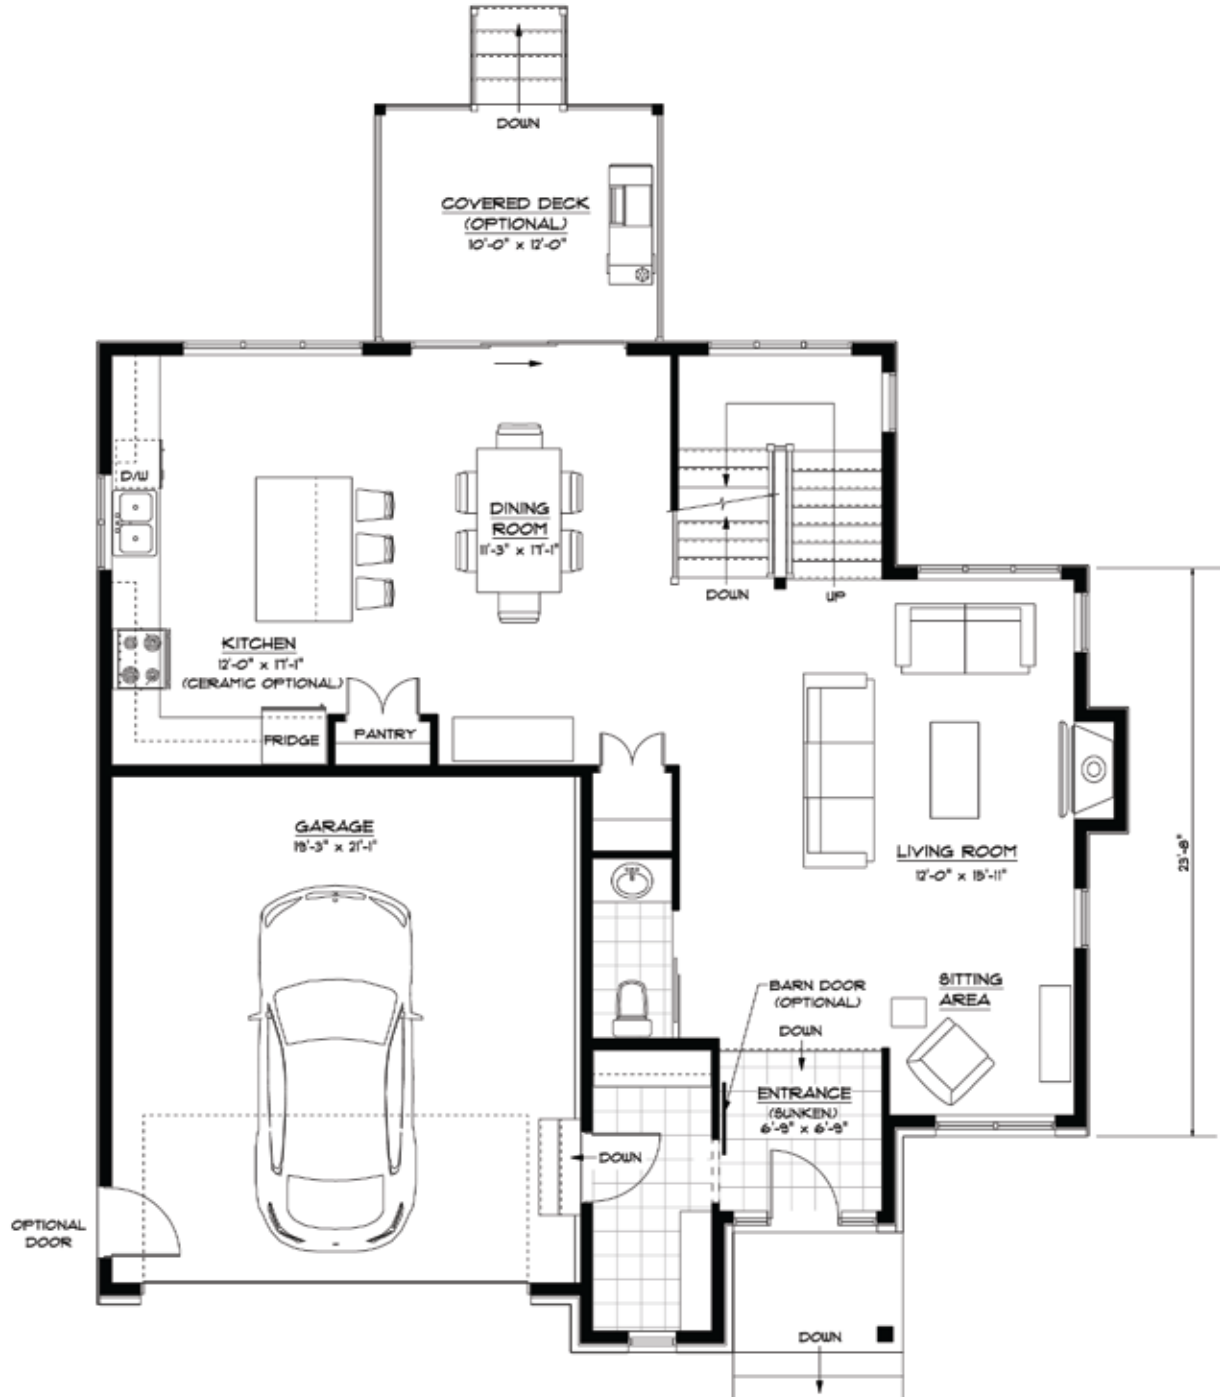 DOWN
COVERED DECK
(OPTIONAL)
10'-0" x 12'-0"
D/W
DINING
ROOM
11'-3" x 17'-1"
DOWN
UP
KITCHEN
12'-0" x 17'-1"
(CERAMIC OPTIONAL)
FRIDGE
PANTRY
GARAGE
19'-3" x 21'-1"
LIVING ROOM
12'-0" x 15'-11"
23'-8"
SITTING
AREA
BARN DOOR
(OPTIONAL)
DOWN
ENTRANCE
(SUNKEN)
6'-9" x 6'-9"
DOWN
OPTIONAL
DOOR
DOWN